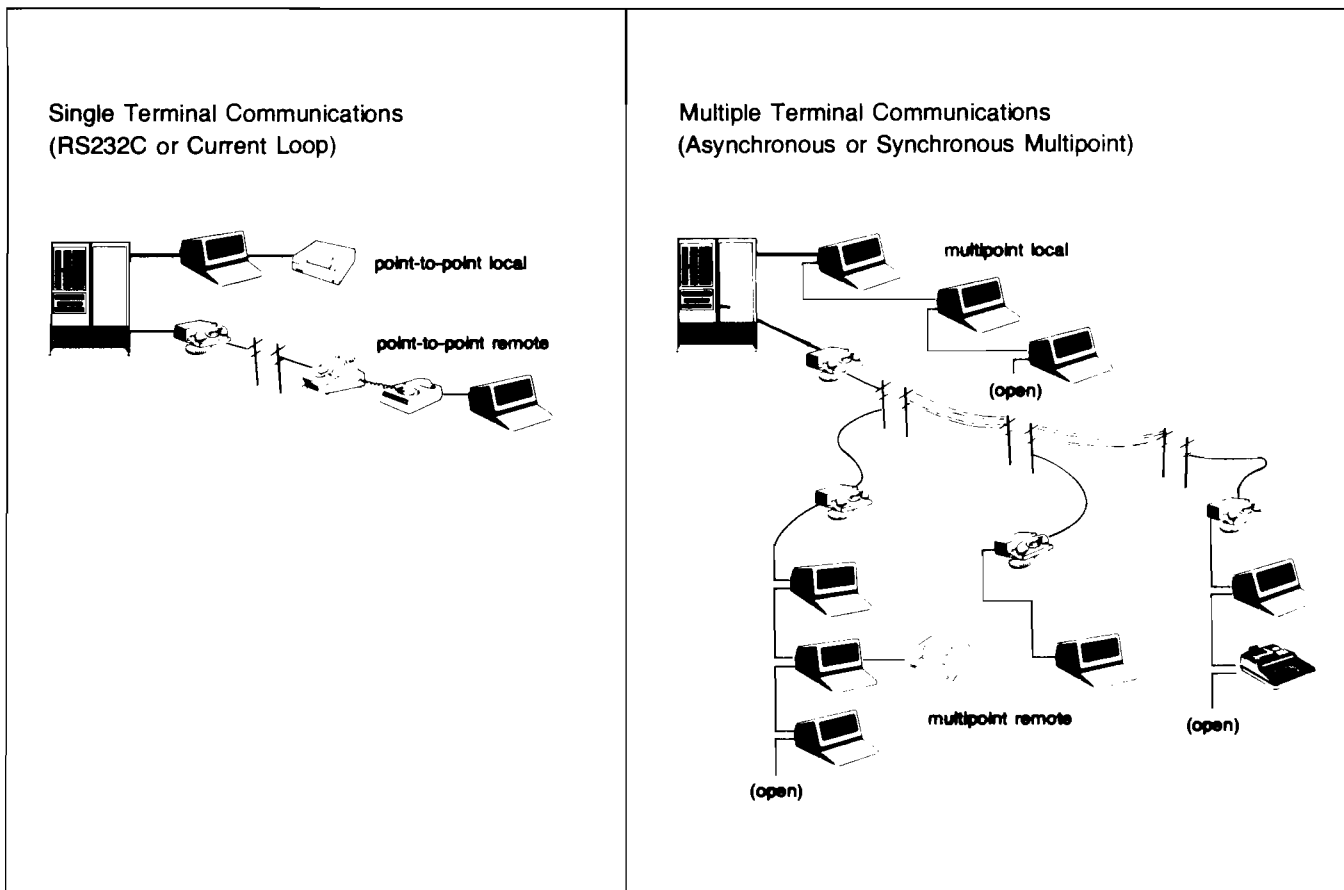 Single Terminal Communications
(RS232C or Current Loop)
point-to-point local
point-to-point remote
Multiple Terminal Communications
(Asynchronous or Synchronous Multipoint)
multipoint local
(open)
multipoint remote
(open)
(open)